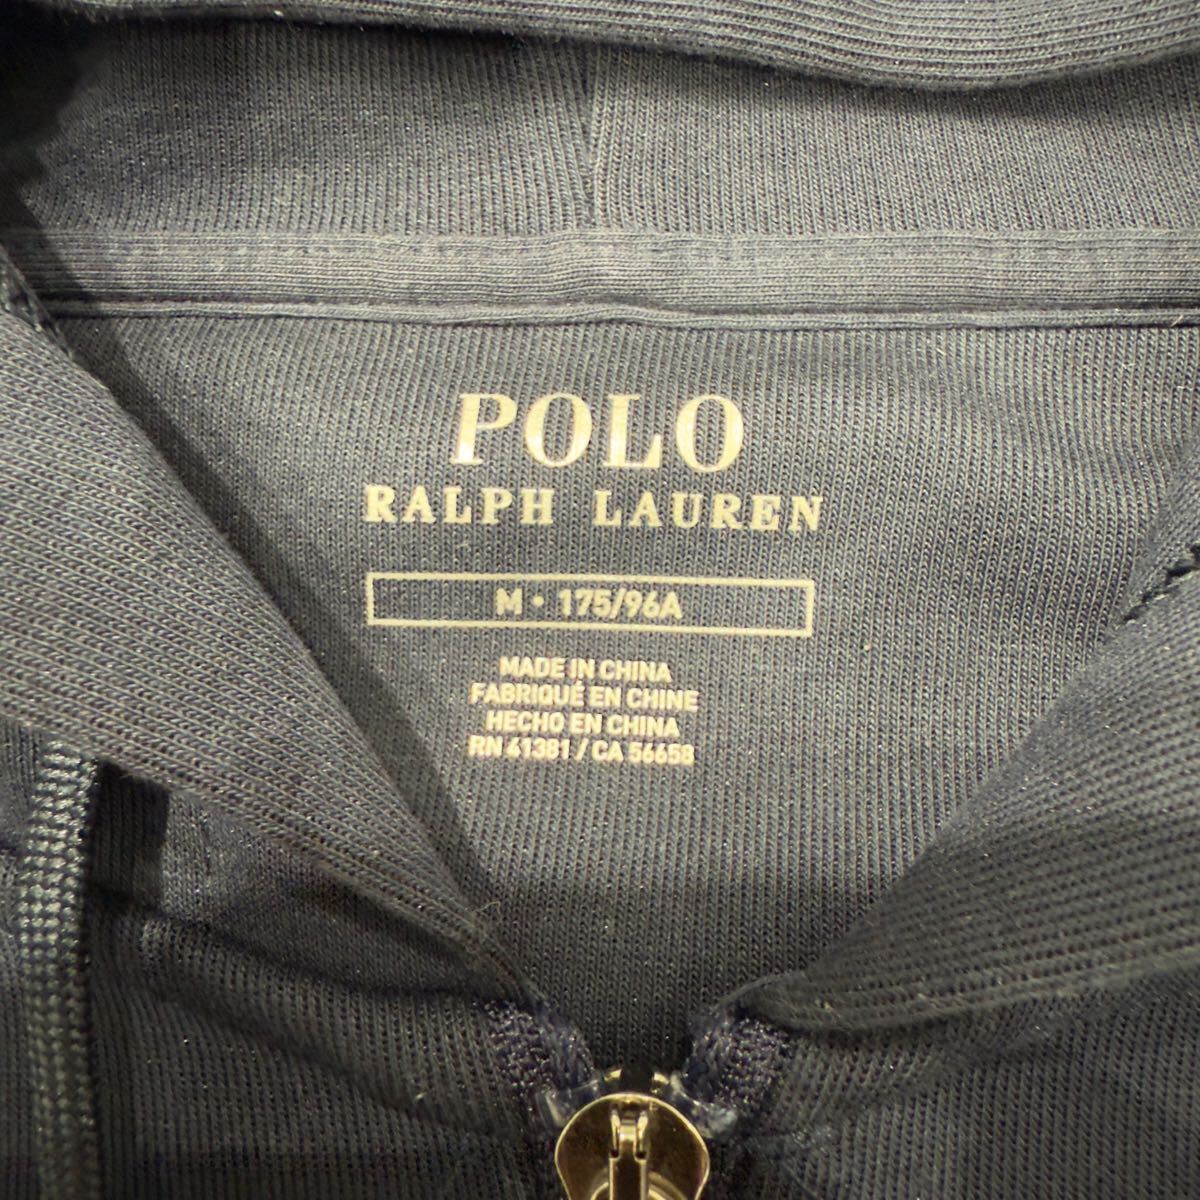 POLO
RALPH LAUREN
M • 175/96A
MADE IN CHINA
FABRIQUÉ EN CHINE
HECHO EN CHINA
RN 41381 / CA 56658